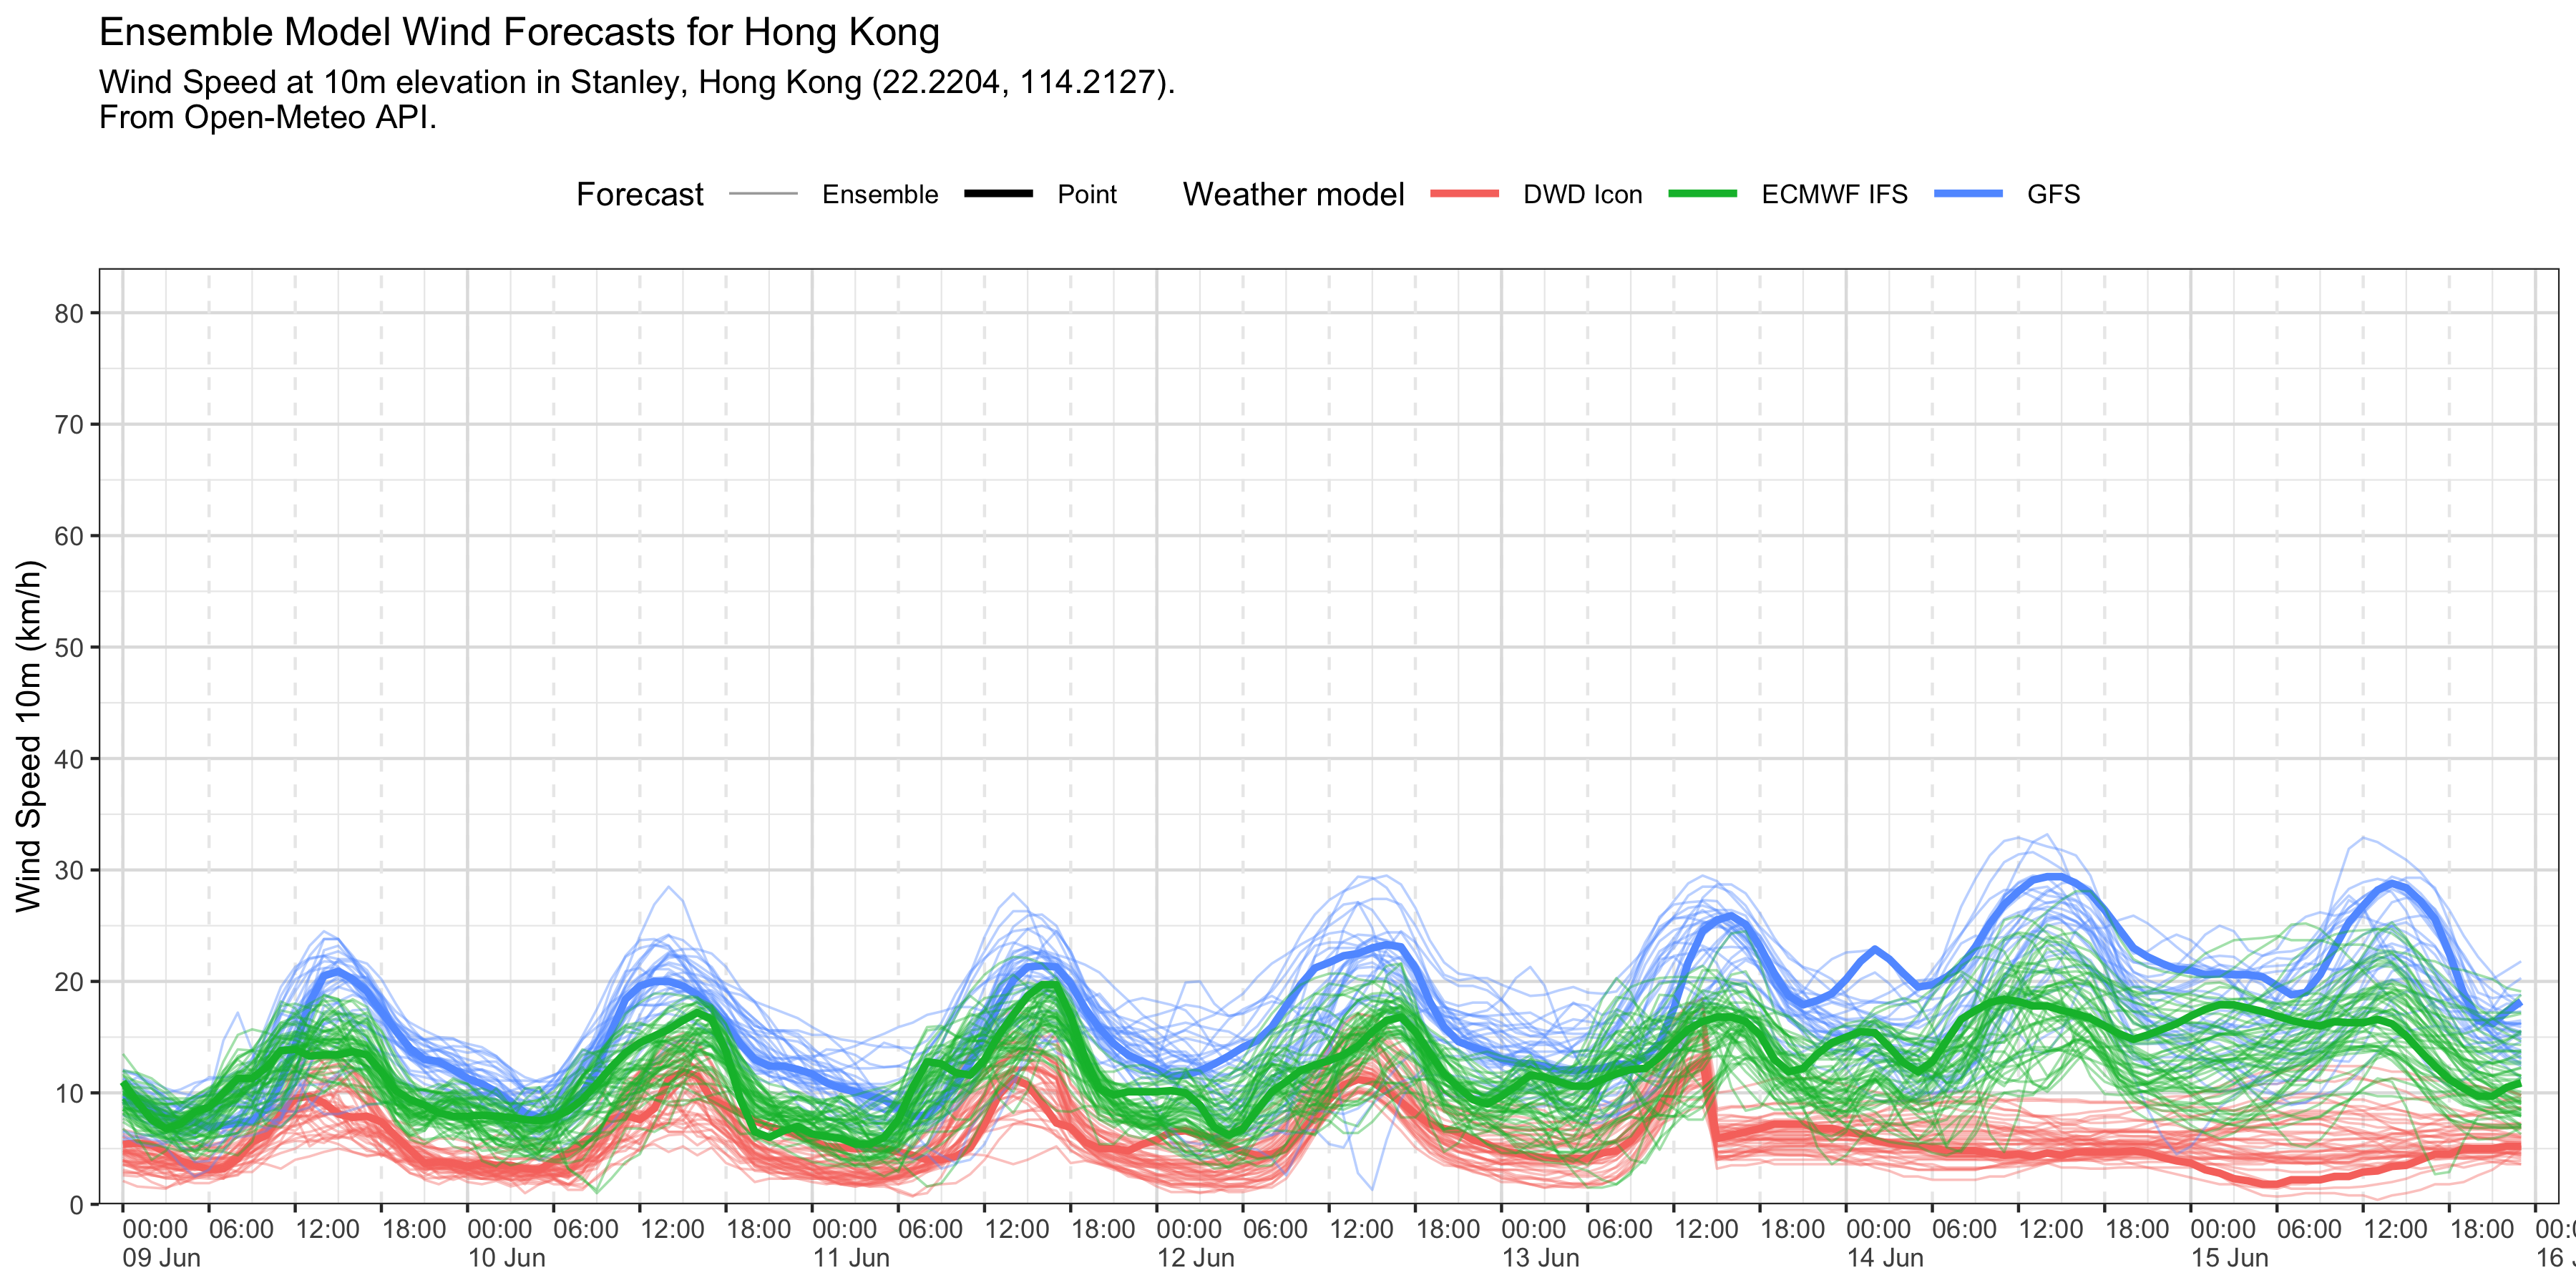 Ensemble Model Wind Forecasts for Hong Kong
Wind Speed at 10m elevation in Stanley, Hong Kong (22.2204, 114.2127).
From Open-Meteo API.
Forecast Ensemble Point Weather model DWD Icon ECMWF IFS GFS
Wind Speed 10m (km/h)
80
70
60
50
40
30
20
10
0
00:00 06:00 12:00 18:00 00:00 06:00 12:00 18:00 00:00 06:00 12:00 18:00 00:00 06:00 12:00 18:00 00:00 06:00 12:00 18:00 00:00 06:00 12:00 18:00 00:00 06:00 12:00 18:00
09 Jun 10 Jun 11 Jun 12 Jun 13 Jun 14 Jun 15 Jun 16